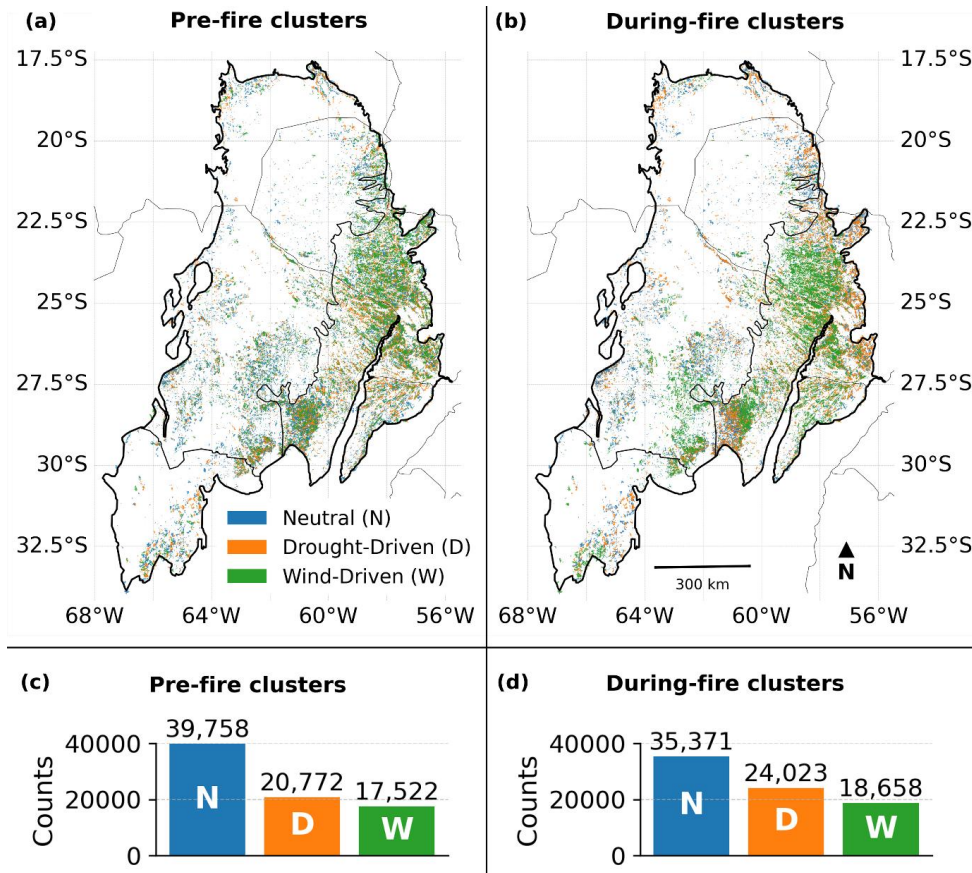 (a) Pre-fire clusters
(b) During-fire clusters
17.5°S
20°S
22.5°S
25°S
27.5°S
30°S
32.5°S
Neutral (N)
Drought-Driven (D)
Wind-Driven (W)
68°W 66°W 64°W 62°W 60°W 58°W 56°W
17.5°S
20°S
22.5°S
25°S
27.5°S
30°S
32.5°S
300 km
N
68°W 64°W 60°W 56°W
(c) Pre-fire clusters
Counts
40000
20000
0
39,758
20,772
17,522
N
D
W
(d) During-fire clusters
Counts
40000
20000
0
35,371
24,023
18,658
N
D
W